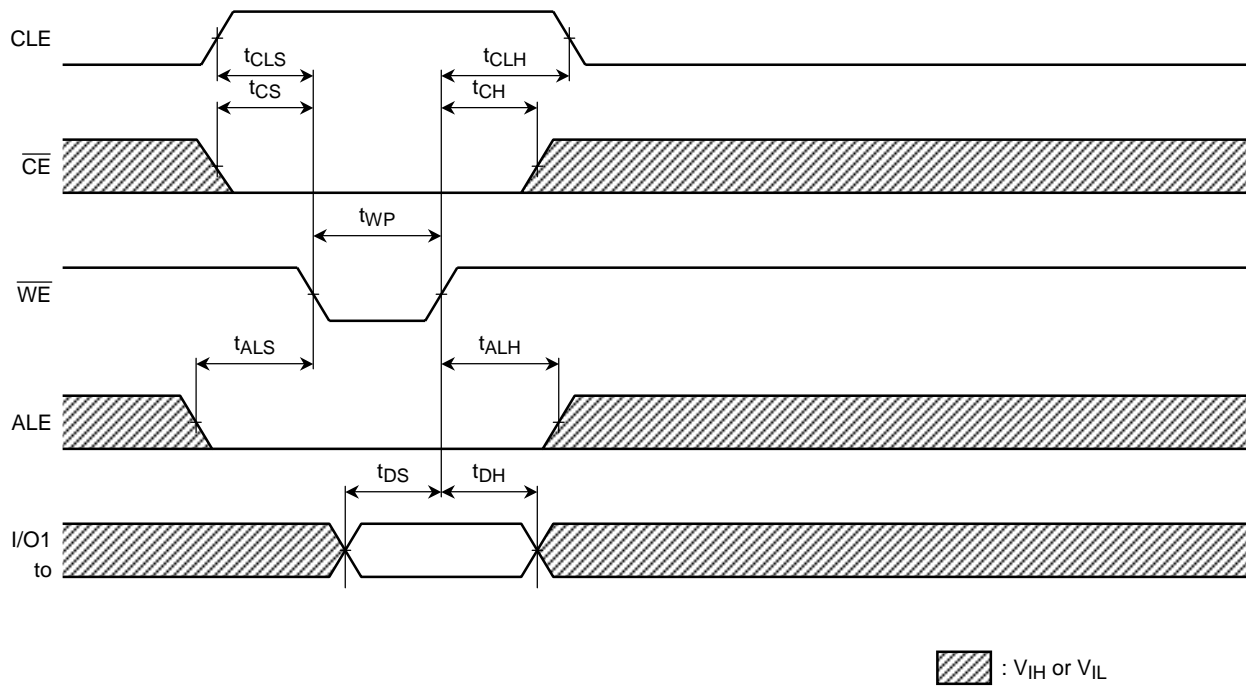 CLE
tCLS
tCLH
tCS
tCH
CE
tWP
WE
tALS
tALH
ALE
tDS
tDH
I/O1
to
: VIH or VIL